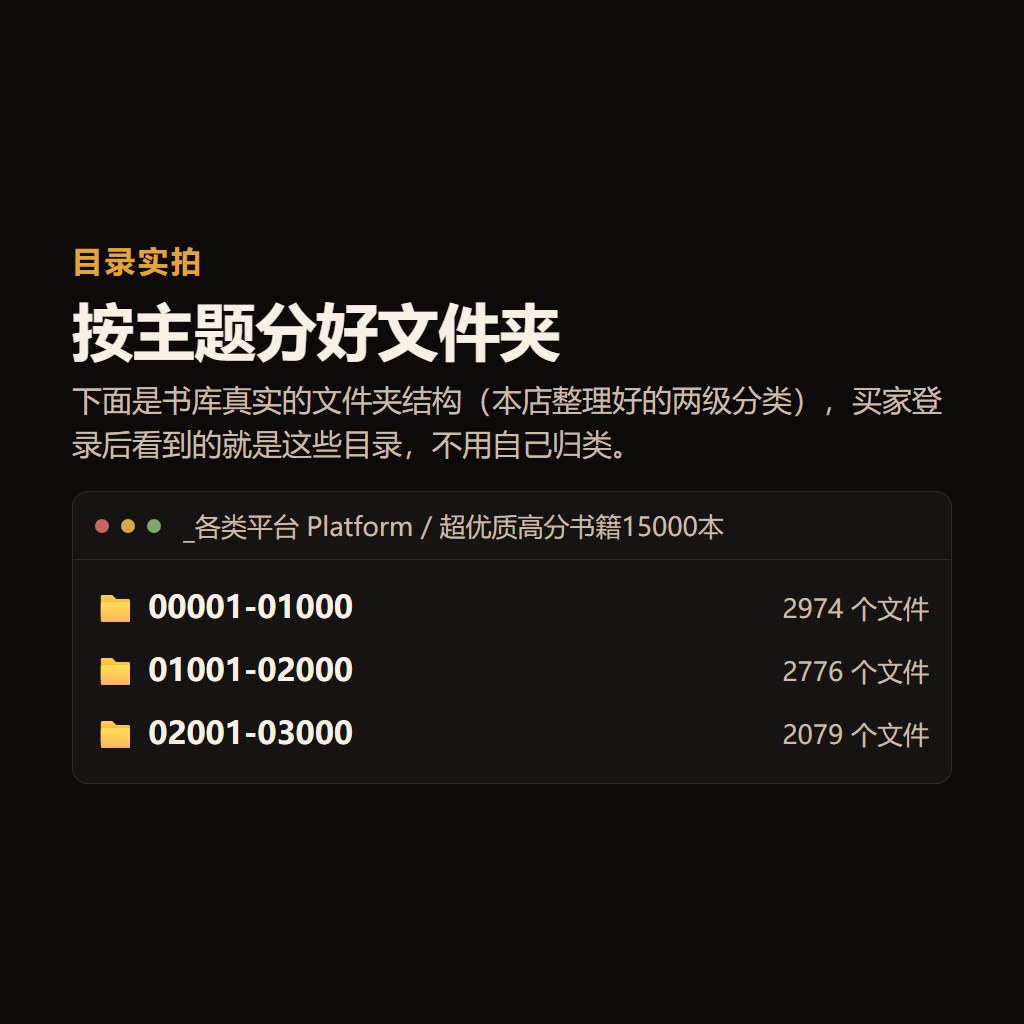 目录实拍
按主题分好文件夹
下面是书库真实的文件夹结构（本店整理好的两级分类），买家登
录后看到的就是这些目录，不用自己归类。
_各类平台 Platform / 超优质高分书籍15000本
00001-01000 2974 个文件
01001-02000 2776 个文件
02001-03000 2079 个文件